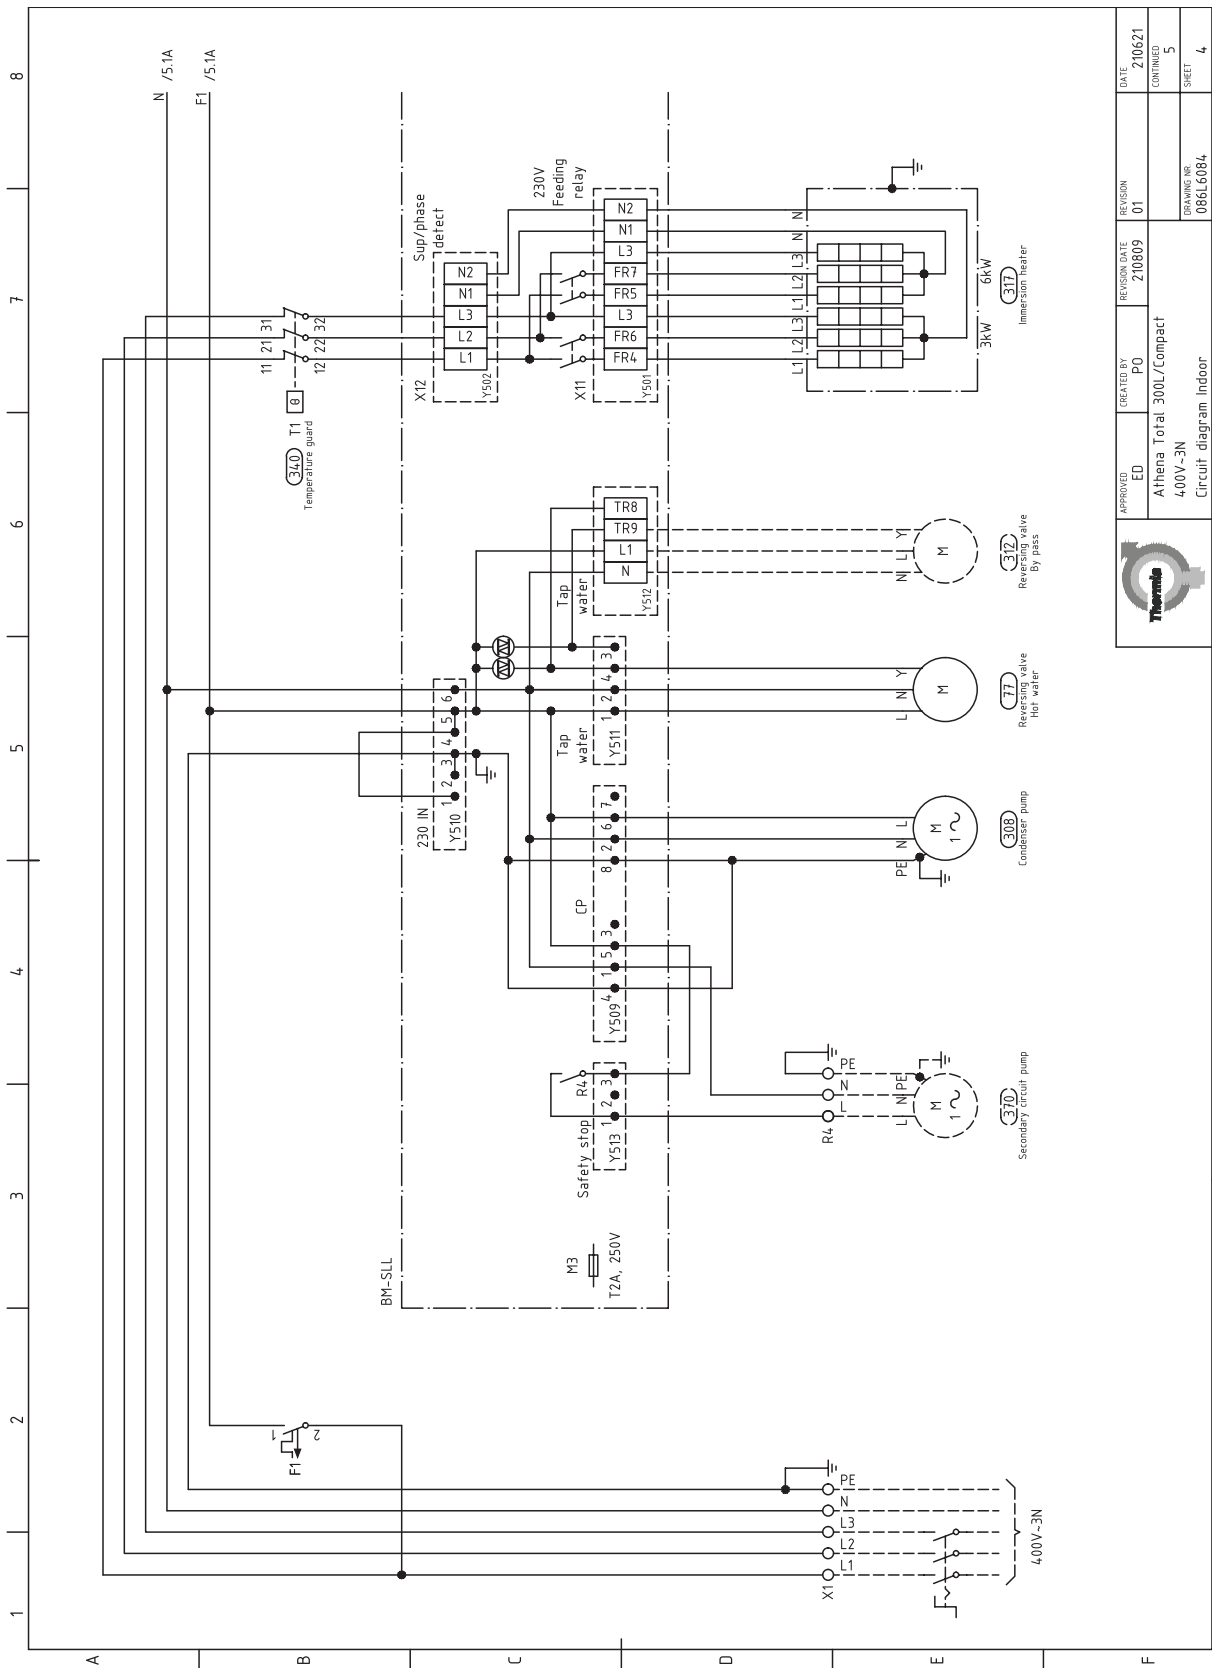 1
2
3
4
5
6
7
8
A
B
C
D
E
F
N /5.1A
F1 /5.1A
11 21 31
12 22 32
340 T1 θ
Temperature guard
F1
1
2
BM-SLL
M3
T2A, 250V
Safety stop
R4
Y513
1 2 3
CP
Y509
4 1 5 3
8 2 6 7
230 IN
Y510
1 2 3 4 5 6
Tap
water
Y511
1 2 4 3
Tap
water
Y512
N
L1
TR9
TR8
Sup/phase
detect
X12
Y502
L1
L2
L3
N1
N2
230V
Feeding
relay
X11
Y501
FR4
FR6
L3
FR5
FR7
L3
N1
N2
L1 L2 L3 L1 L2 L3 N N
3kW
6kW
317
Immersion heater
N L Y
M
312
Reversing valve
By pass
L N Y
M
77
Reversing valve
Hot water
PE N L
M
1
308
Condenser pump
R4
L
N
PE
L N PE
M
1
370
Secondary circuit pump
X1
L1
L2
L3
N
PE
400V~3N
Thermia
APPROVED
ED
CREATED BY
PO
REVISION DATE
210809
REVISION
01
DATE
210621
Athena Total 300L/Compact
400V~3N
Circuit diagram Indoor
CONTINUED
5
DRAWING NR.
086L6084
SHEET
4